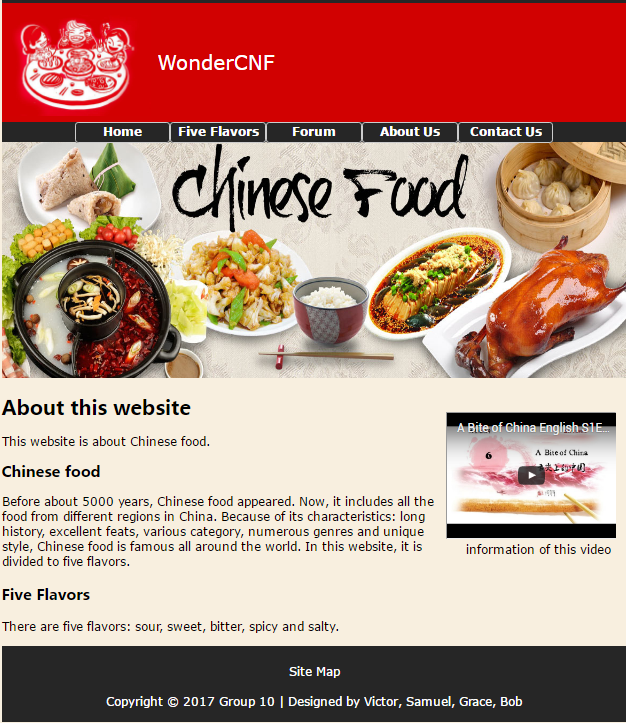 WonderCNF
Home Five Flavors Forum About Us Contact Us
Chinese Food
About this website
This website is about Chinese food.
Chinese food
Before about 5000 years, Chinese food appeared. Now, it includes all the
food from different regions in China. Because of its characteristics: long
history, excellent feats, various category, numerous genres and unique
style, Chinese food is famous all around the world. In this website, it is
divided to five flavors.
A Bite of China English S1E...
6 A Bite of China
舌尖上的中国
information of this video
Five Flavors
There are five flavors: sour, sweet, bitter, spicy and salty.
Site Map
Copyright © 2017 Group 10 | Designed by Victor, Samuel, Grace, Bob